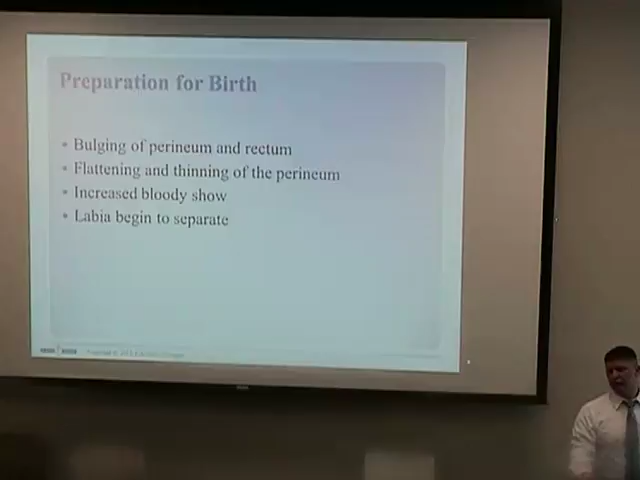 Preparation for Birth
• Bulging of perineum and rectum
• Flattening and thinning of the perineum
• Increased bloody show
• Labia begin to separate